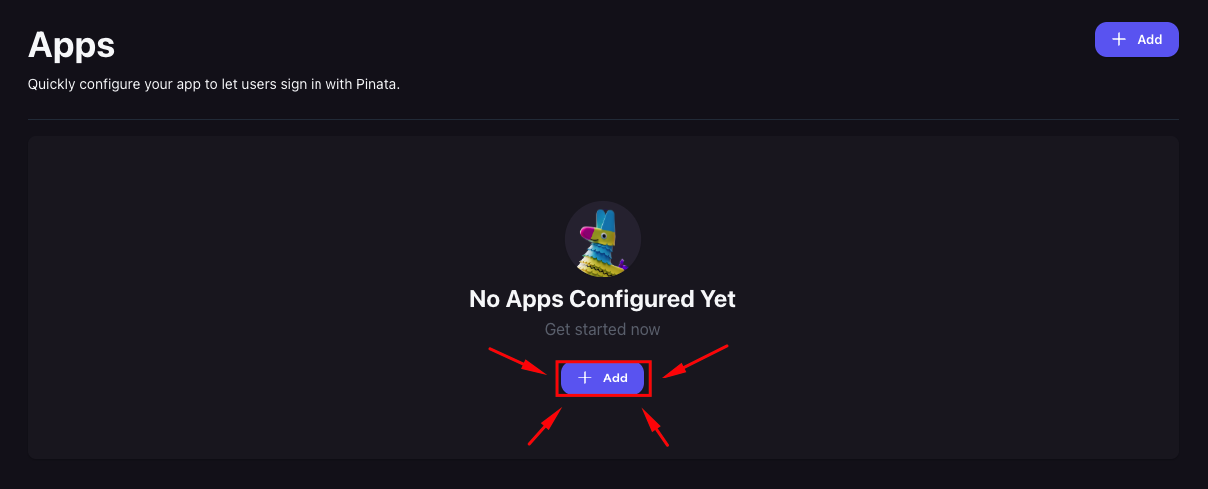 Apps
Add
Quickly configure your app to let users sign in with Pinata.
No Apps Configured Yet
Get started now
Add